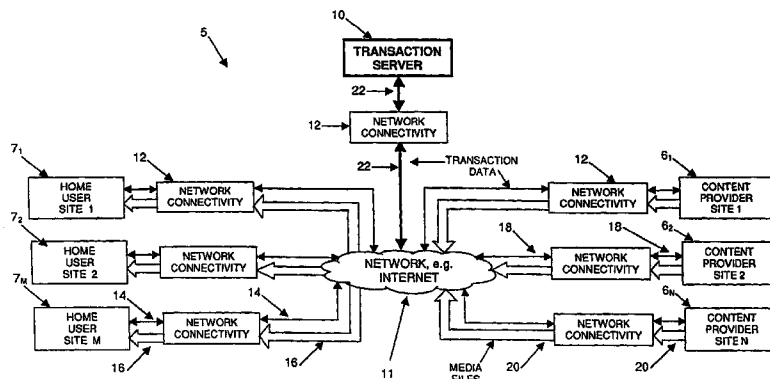 10
5
TRANSACTION
SERVER
22
12
NETWORK
CONNECTIVITY
22
TRANSACTION
DATA
7₁
12
12
6₁
HOME
USER
SITE 1
NETWORK
CONNECTIVITY
NETWORK
CONNECTIVITY
CONTENT
PROVIDER
SITE 1
7₂
18
18
6₂
HOME
USER
SITE 2
NETWORK
CONNECTIVITY
NETWORK, e.g.
INTERNET
NETWORK
CONNECTIVITY
CONTENT
PROVIDER
SITE 2
7M
14
14
6N
HOME
USER
SITE M
NETWORK
CONNECTIVITY
NETWORK
CONNECTIVITY
CONTENT
PROVIDER
SITE N
16
16
11
MEDIA
FILES
20
20